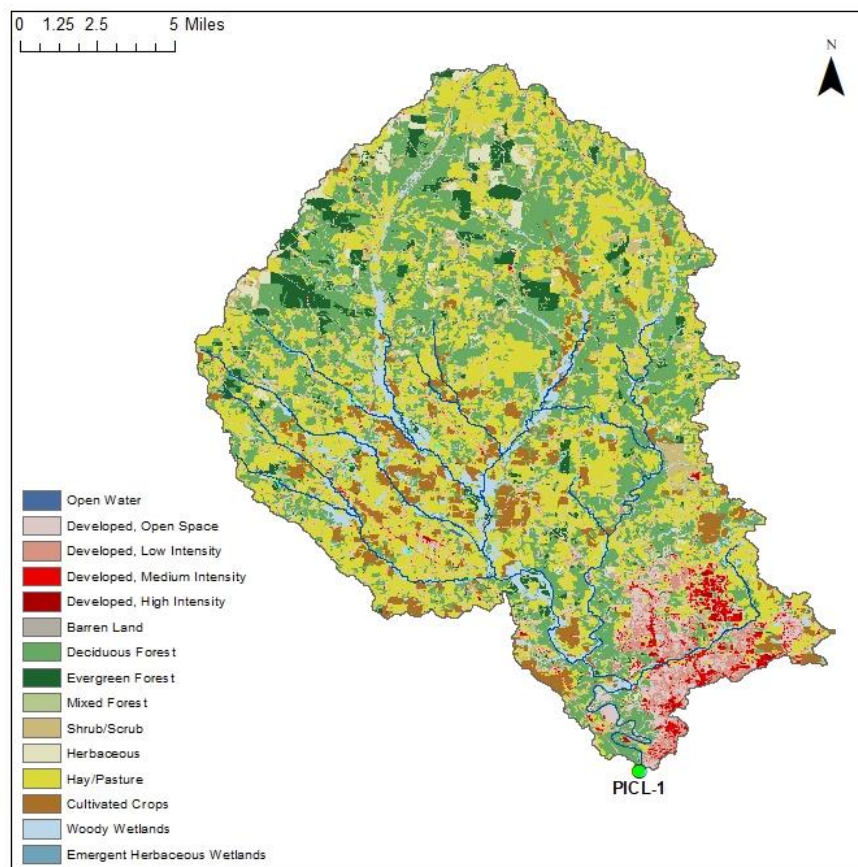 0 1.25 2.5 5 Miles
N
Open Water
Developed, Open Space
Developed, Low Intensity
Developed, Medium Intensity
Developed, High Intensity
Barren Land
Deciduous Forest
Evergreen Forest
Mixed Forest
Shrub/Scrub
Herbaceous
Hay/Pasture
Cultivated Crops
Woody Wetlands
Emergent Herbaceous Wetlands
PICL-1